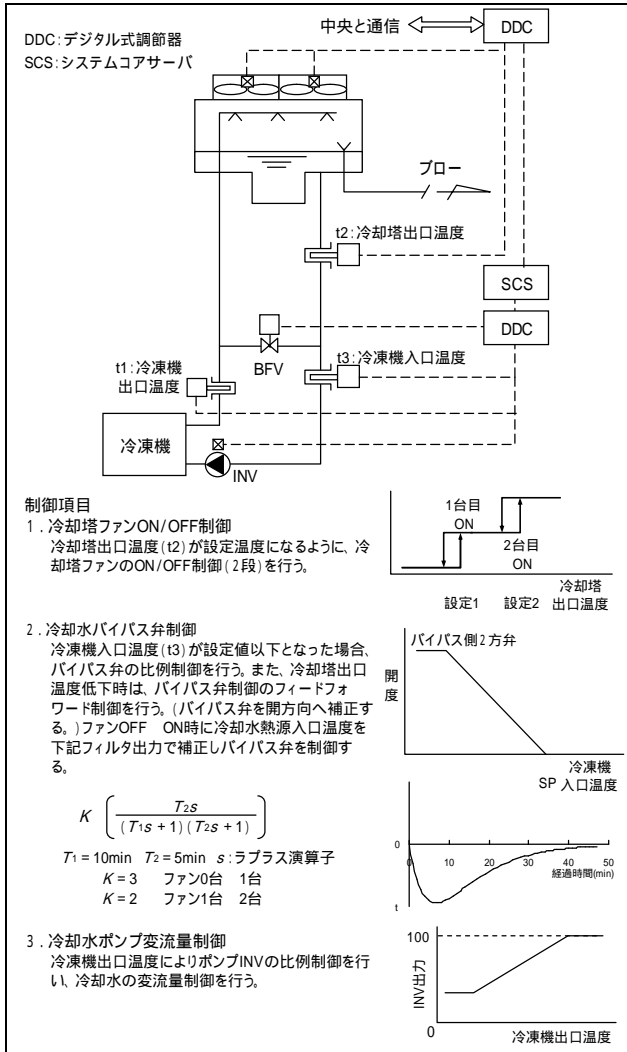 DDC:デジタル式調節器
SCS:システムコアサーバ
中央と通信
DDC
ブロー
t2:冷却塔出口温度
SCS
DDC
BFV
t3:冷凍機入口温度
t1:冷凍機
出口温度
冷凍機
INV
制御項目
1．冷却塔ファンON/OFF制御
冷却塔出口温度(t2)が設定温度になるように、冷
却塔ファンのON/OFF制御(2段)を行う。
1台目
ON
2台目
ON
設定1 設定2
冷却塔
出口温度
2．冷却水バイパス弁制御
冷凍機入口温度(t3)が設定値以下となった場合、
バイパス弁の比例制御を行う。また、冷却塔出口
温度低下時は、バイパス弁制御のフィードフォ
ワード制御を行う。(バイパス弁を開方向へ補正す
る。)ファンOFF ON時に冷却水熱源入口温度を
下記フィルタ出力で補正しバイパス弁を制御す
る。
バイパス側2方弁
開
度
冷凍機
SP 入口温度
K ( T2s / (T1s + 1)(T2s + 1) )
T1 = 10min T2 = 5min s:ラプラス演算子
K = 3 ファン0台 1台
K = 2 ファン1台 2台
0
0 10 20 30 40 50
経過時間(min)
t
3．冷却水ポンプ変流量制御
冷凍機出口温度によりポンプINVの比例制御を行
い、冷却水の変流量制御を行う。
100
INV出力
0
冷凍機出口温度